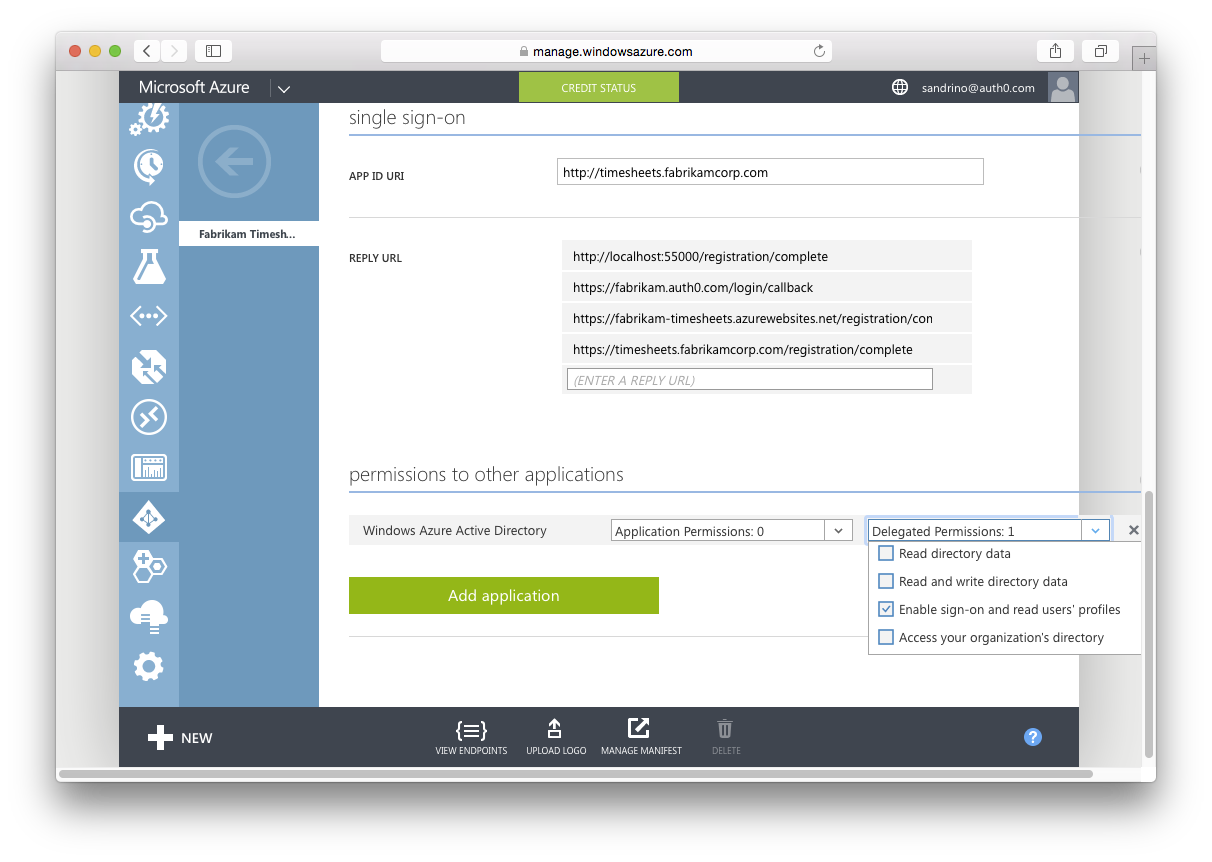 manage.windowsazure.com
Microsoft Azure
CREDIT STATUS
sandrino@auth0.com
single sign-on
APP ID URI
http://timesheets.fabrikamcorp.com
Fabrikam Timesh...
REPLY URL
http://localhost:55000/registration/complete
https://fabrikam.auth0.com/login/callback
https://fabrikam-timesheets.azurewebsites.net/registration/con
https://timesheets.fabrikamcorp.com/registration/complete
(ENTER A REPLY URL)
permissions to other applications
Windows Azure Active Directory
Application Permissions: 0
Delegated Permissions: 1
Read directory data
Read and write directory data
Enable sign-on and read users' profiles
Access your organization's directory
Add application
NEW
VIEW ENDPOINTS
UPLOAD LOGO
MANAGE MANIFEST
DELETE
?